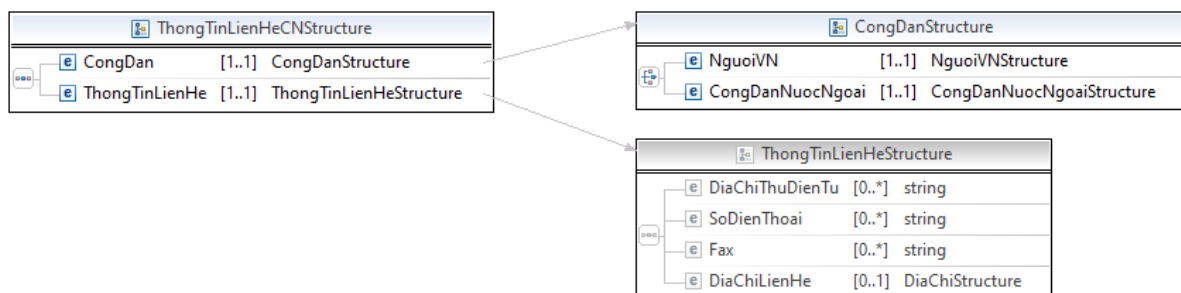 ThongTinLienHeCNStructure
e CongDan [1..1] CongDanStructure
e ThongTinLienHe [1..1] ThongTinLienHeStructure
CongDanStructure
e NguoiVN [1..1] NguoiVNStructure
e CongDanNuocNgoai [1..1] CongDanNuocNgoaiStructure
ThongTinLienHeStructure
e DiaChiThuDienTu [0..*] string
e SoDienThoai [0..*] string
e Fax [0..*] string
e DiaChiLienHe [0..1] DiaChiStructure